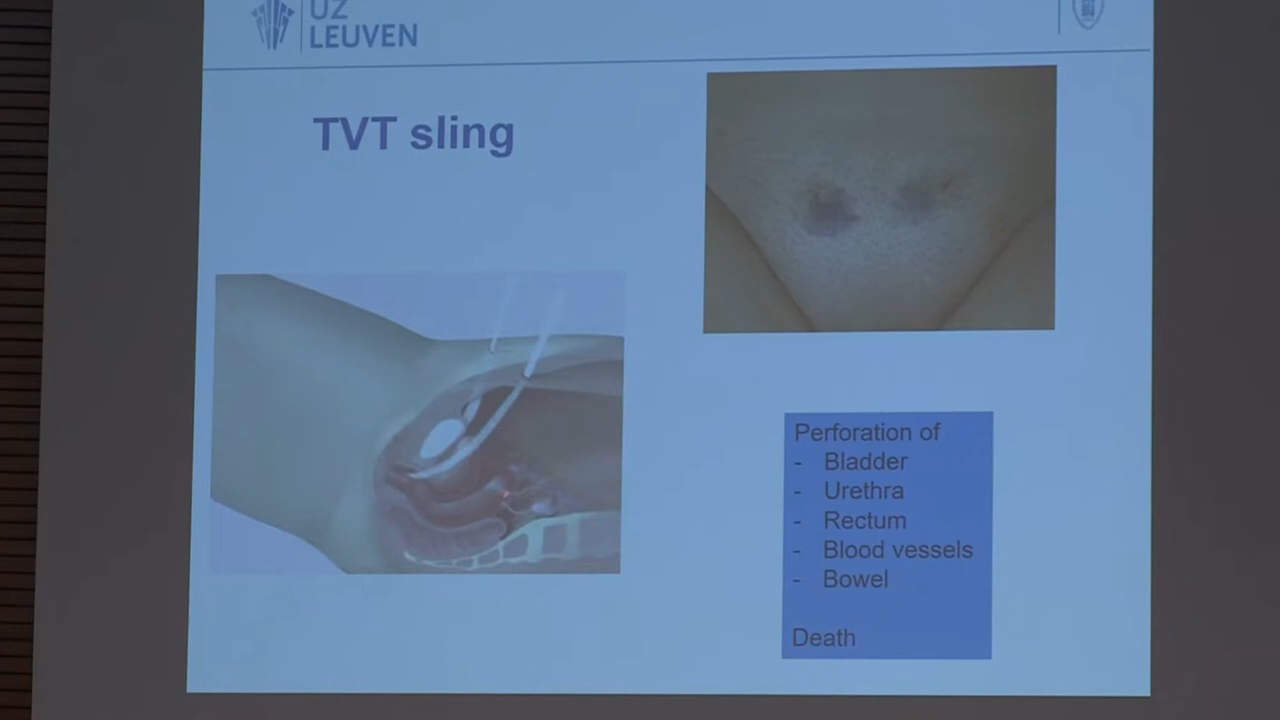 UZ
LEUVEN
TVT sling
Perforation of
- Bladder
- Urethra
- Rectum
- Blood vessels
- Bowel
Death